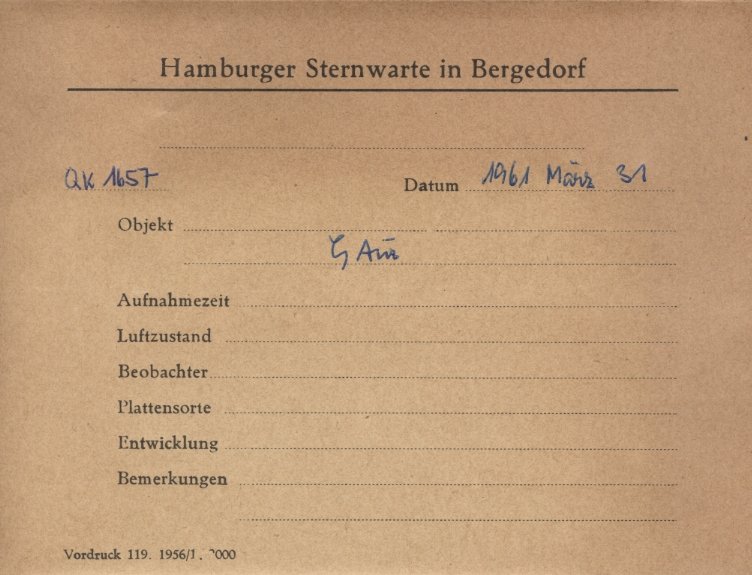 Hamburger Sternwarte in Bergedorf
QK 1657 Datum 1961 März 31
Objekt
ζ Aur
Aufnahmezeit
Luftzustand
Beobachter
Plattensorte
Entwicklung
Bemerkungen
Vordruck 119. 1956/1. 2000